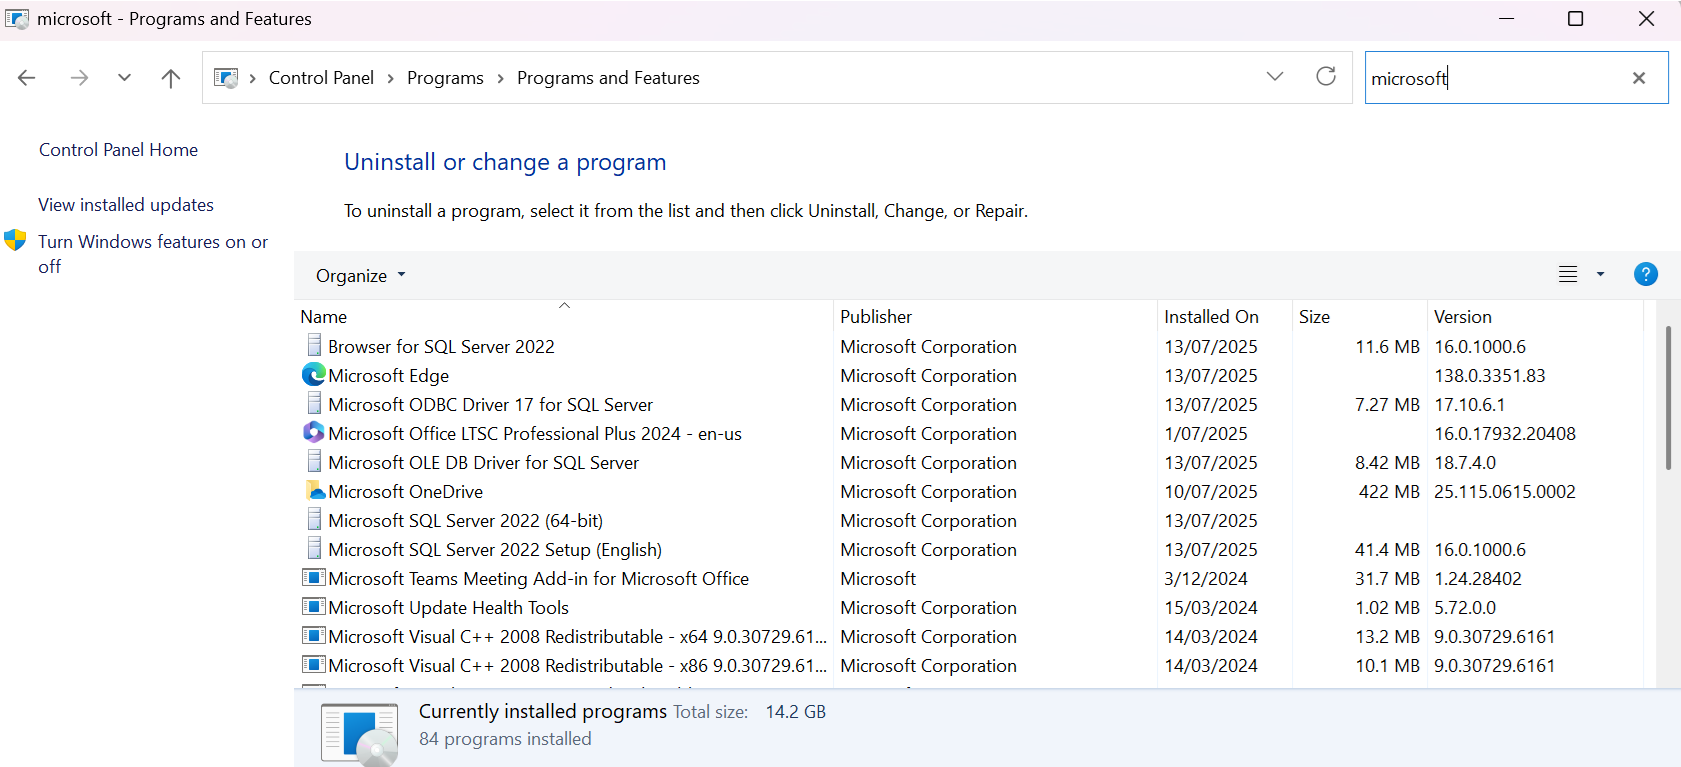 microsoft - Programs and Features
Control Panel > Programs > Programs and Features
microsoft
Control Panel Home
View installed updates
Turn Windows features on or
off
Uninstall or change a program
To uninstall a program, select it from the list and then click Uninstall, Change, or Repair.
Organize
?
Name Publisher Installed On Size Version
Browser for SQL Server 2022 Microsoft Corporation 13/07/2025 11.6 MB 16.0.1000.6
Microsoft Edge Microsoft Corporation 13/07/2025 138.0.3351.83
Microsoft ODBC Driver 17 for SQL Server Microsoft Corporation 13/07/2025 7.27 MB 17.10.6.1
Microsoft Office LTSC Professional Plus 2024 - en-us Microsoft Corporation 1/07/2025 16.0.17932.20408
Microsoft OLE DB Driver for SQL Server Microsoft Corporation 13/07/2025 8.42 MB 18.7.4.0
Microsoft OneDrive Microsoft Corporation 10/07/2025 422 MB 25.115.0615.0002
Microsoft SQL Server 2022 (64-bit) Microsoft Corporation 13/07/2025
Microsoft SQL Server 2022 Setup (English) Microsoft Corporation 13/07/2025 41.4 MB 16.0.1000.6
Microsoft Teams Meeting Add-in for Microsoft Office Microsoft 3/12/2024 31.7 MB 1.24.28402
Microsoft Update Health Tools Microsoft Corporation 15/03/2024 1.02 MB 5.72.0.0
Microsoft Visual C++ 2008 Redistributable - x64 9.0.30729.61... Microsoft Corporation 14/03/2024 13.2 MB 9.0.30729.6161
Microsoft Visual C++ 2008 Redistributable - x86 9.0.30729.61... Microsoft Corporation 14/03/2024 10.1 MB 9.0.30729.6161
Currently installed programs Total size: 14.2 GB
84 programs installed